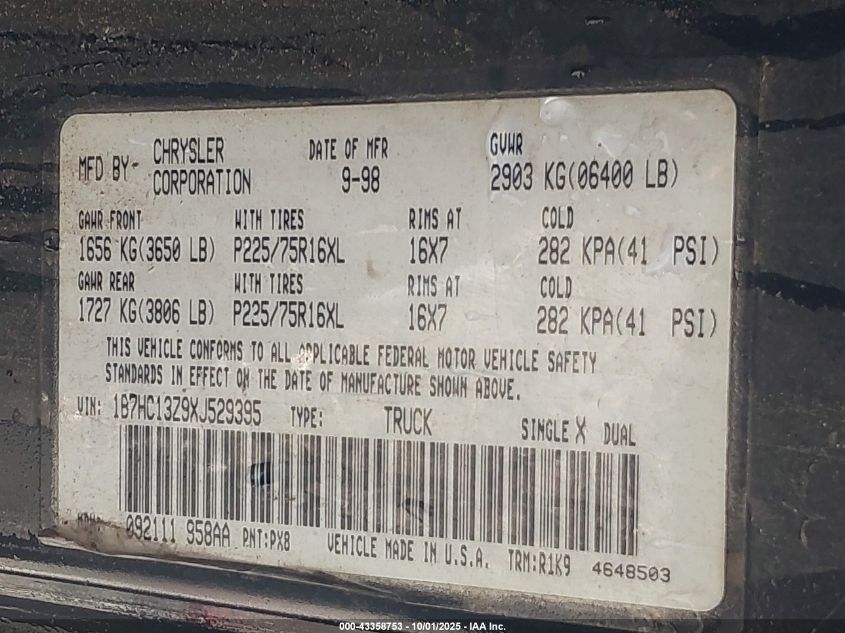 MFD BY- CHRYSLER CORPORATION DATE OF MFR 9-98 GVWR 2903 KG(06400 LB)
GAWR FRONT WITH TIRES RIMS AT COLD
1656 KG(3650 LB) P225/75R16XL 16X7 282 KPA(41 PSI)
GAWR REAR WITH TIRES RIMS AT COLD
1727 KG(3806 LB) P225/75R16XL 16X7 282 KPA(41 PSI)
THIS VEHICLE CONFORMS TO ALL APPLICABLE FEDERAL MOTOR VEHICLE SAFETY
STANDARDS IN EFFECT ON THE DATE OF MANUFACTURE SHOWN ABOVE.
VIN: 1B7HC13Z9XJ529395 TYPE: TRUCK SINGLE X DUAL
092111 958AA PNT:PX8 VEHICLE MADE IN U.S.A. TRM:R1K9 4648503
000-43358753 - 10/01/2025 - IAA Inc.